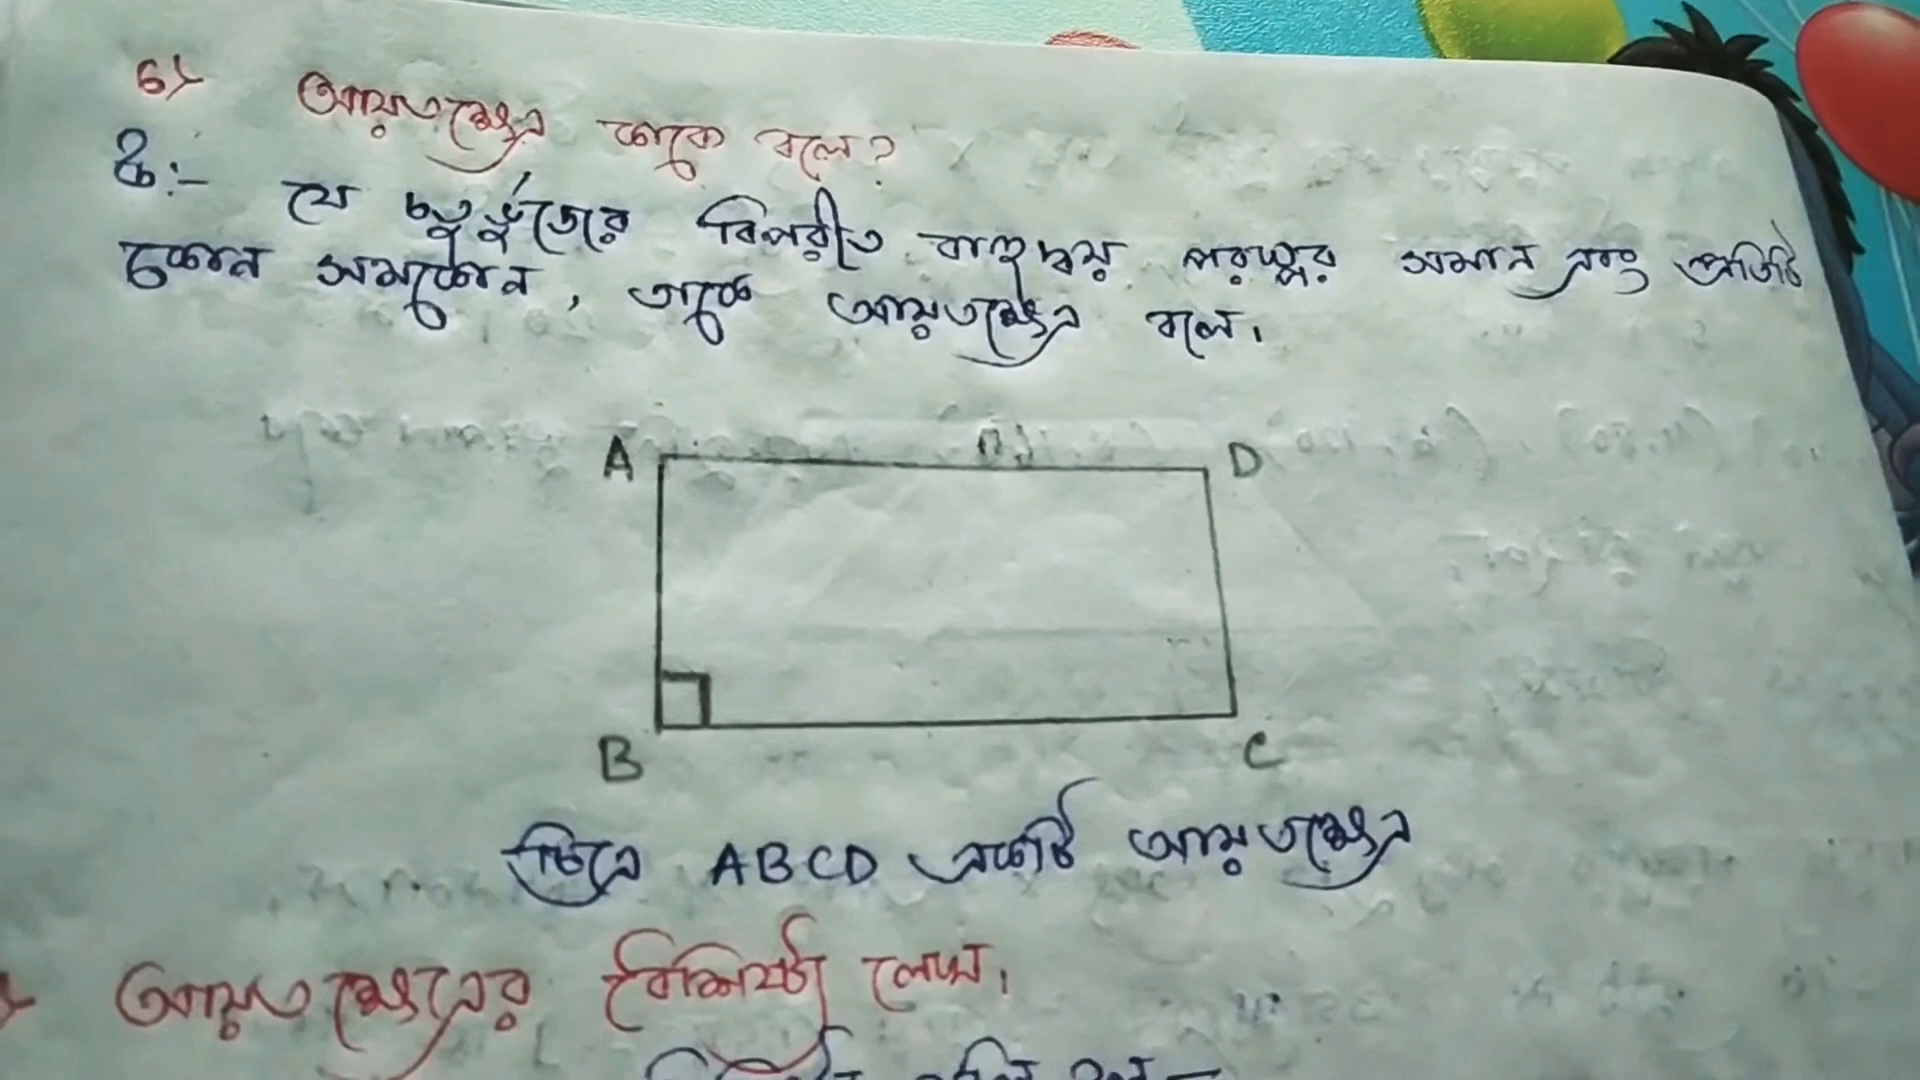 6> আয়তক্ষেত্র কাকে বলে?
উ:- যে চতুর্ভুজের বিপরীত বাহুদ্বয় পরস্পর সমান এবং প্রতিটি
কোন সমকোন, তাকে আয়তক্ষেত্র বলে।
A D
B C
চিত্রে ABCD একটি আয়তক্ষেত্র
আয়তক্ষেত্রের বৈশিষ্ট্য লেখ।